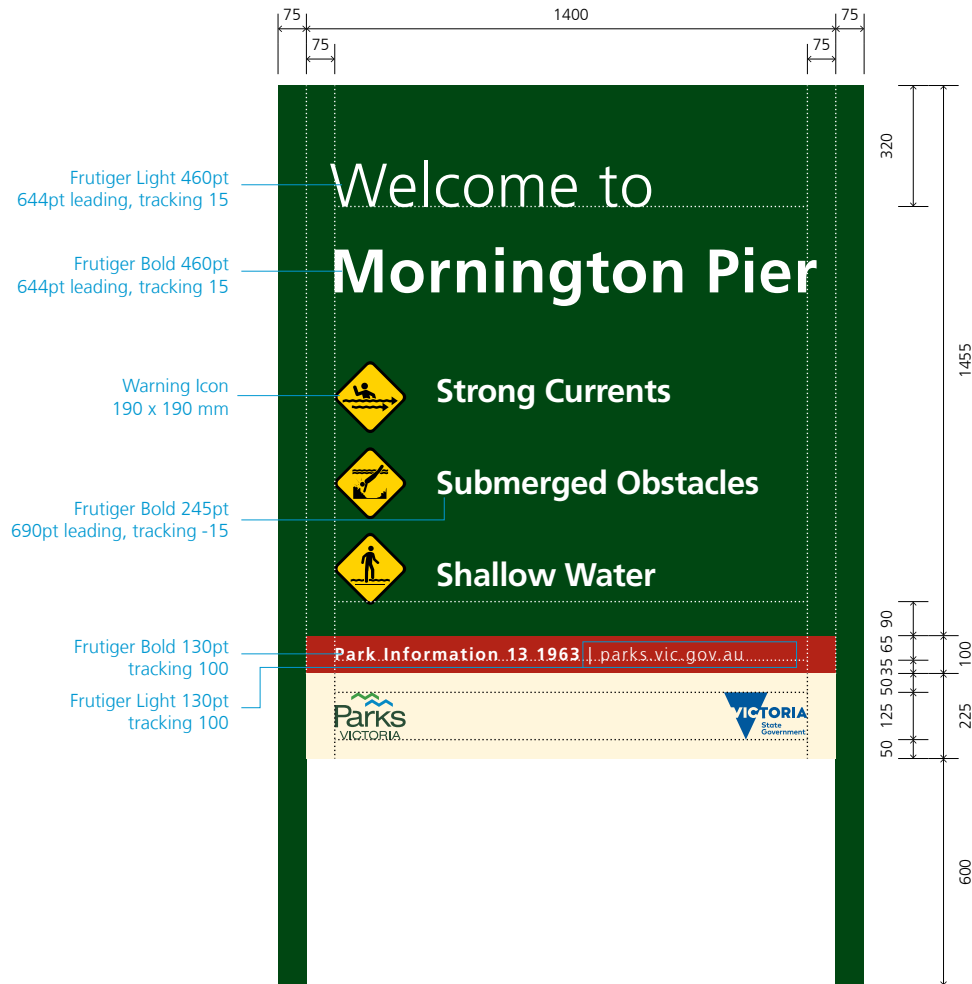 75
1400
75
75
75
320
Frutiger Light 460pt
644pt leading, tracking 15
Welcome to
Frutiger Bold 460pt
644pt leading, tracking 15
Mornington Pier
1455
Warning Icon
190 x 190 mm
Strong Currents
Submerged Obstacles
Frutiger Bold 245pt
690pt leading, tracking -15
Shallow Water
90
Frutiger Bold 130pt
tracking 100
Park Information 13 1963 | parks.vic.gov.au
65
100
35
Frutiger Light 130pt
tracking 100
50
Parks
VICTORIA
VICTORIA
State
Government
125
225
50
600